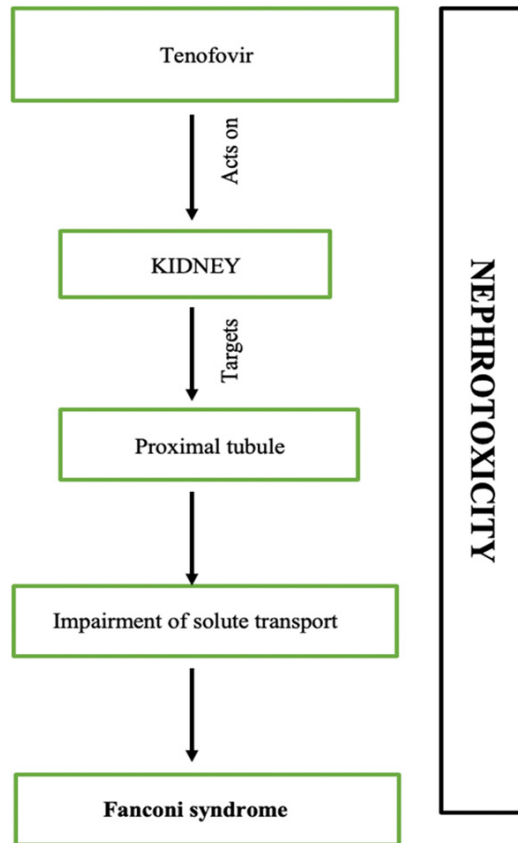 Tenofovir
Acts on
KIDNEY
Targets
Proximal tubule
Impairment of solute transport
Fanconi syndrome
NEPHROTOXICITY